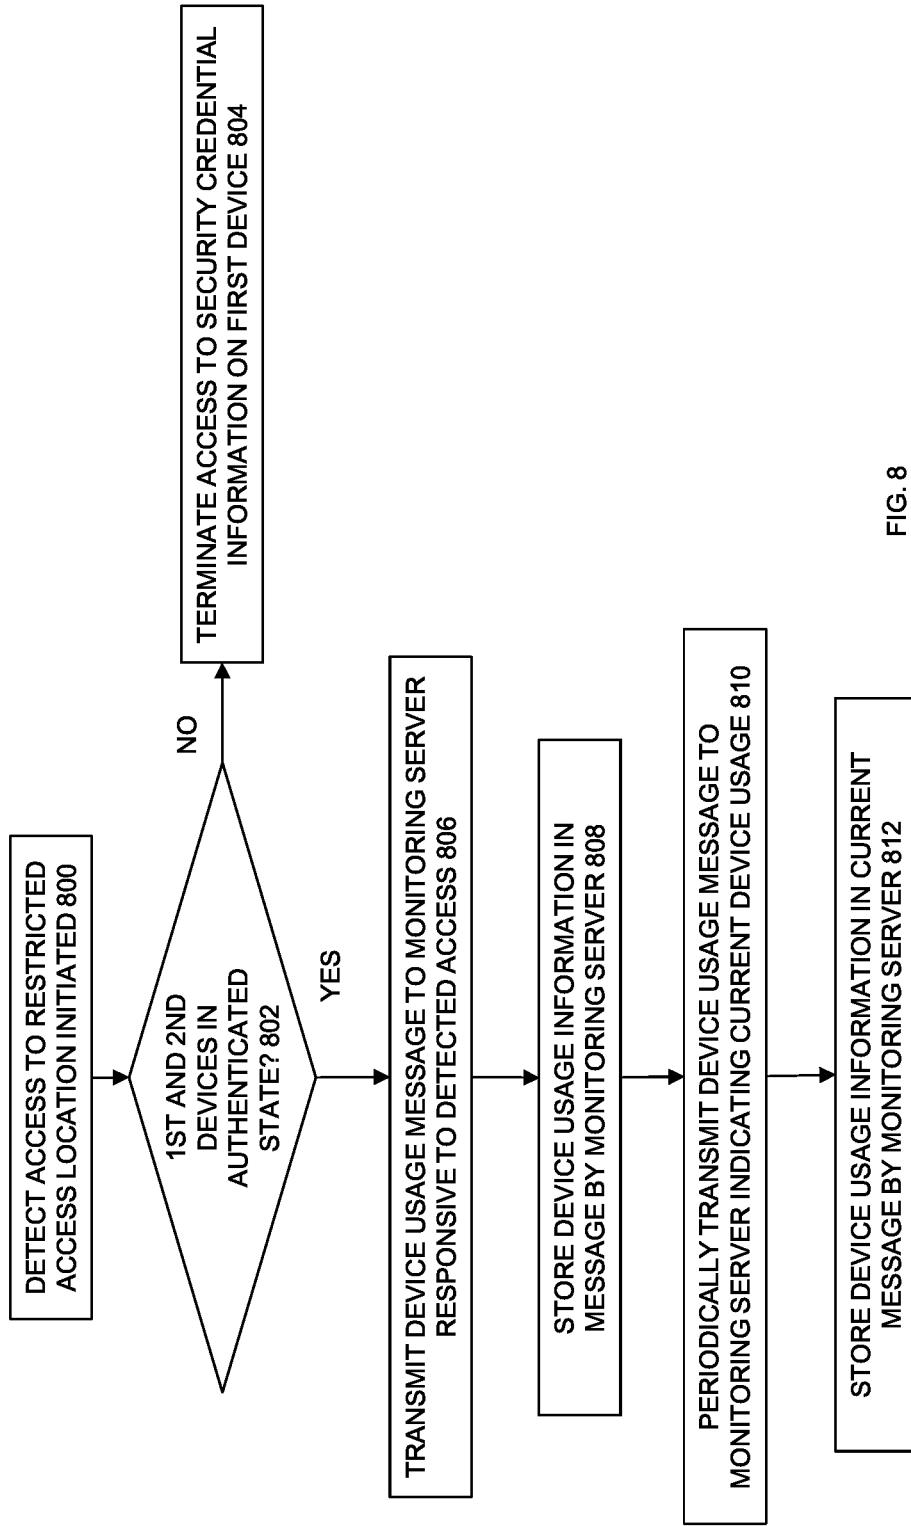 DETECT ACCESS TO RESTRICTED
ACCESS LOCATION INITIATED 800
1ST AND 2ND
DEVICES IN
AUTHENTICATED
STATE? 802
NO
TERMINATE ACCESS TO SECURITY CREDENTIAL
INFORMATION ON FIRST DEVICE 804
YES
TRANSMIT DEVICE USAGE MESSAGE TO MONITORING SERVER
RESPONSIVE TO DETECTED ACCESS 806
STORE DEVICE USAGE INFORMATION IN
MESSAGE BY MONITORING SERVER 808
PERIODICALLY TRANSMIT DEVICE USAGE MESSAGE TO
MONITORING SERVER INDICATING CURRENT DEVICE USAGE 810
STORE DEVICE USAGE INFORMATION IN CURRENT
MESSAGE BY MONITORING SERVER 812
FIG. 8